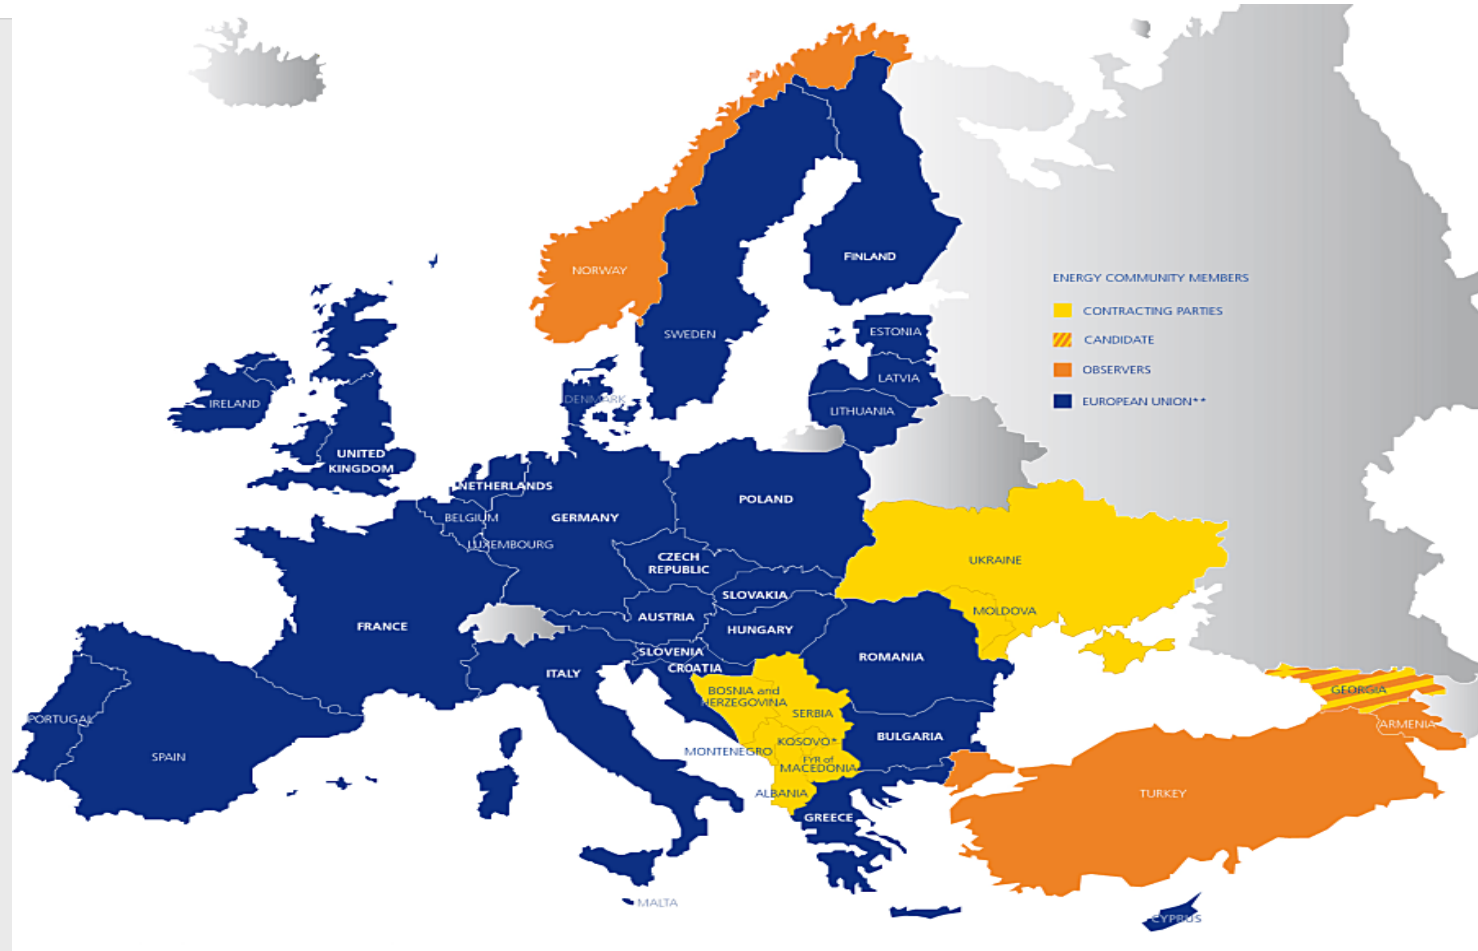 NORWAY
FINLAND
ENERGY COMMUNITY MEMBERS
CONTRACTING PARTIES
CANDIDATE
OBSERVERS
EUROPEAN UNION**
SWEDEN
ESTONIA
LATVIA
LITHUANIA
DENMARK
IRELAND
UNITED
KINGDOM
NETHERLANDS
BELGIUM
LUXEMBOURG
GERMANY
POLAND
CZECH
REPUBLIC
SLOVAKIA
UKRAINE
MOLDOVA
AUSTRIA
HUNGARY
FRANCE
SLOVENIA
CROATIA
ITALY
ROMANIA
BOSNIA and
HERZEGOVINA
SERBIA
GEORGIA
ARMENIA
PORTUGAL
SPAIN
MONTENEGRO
KOSOVO*
BULGARIA
FYR of
MACEDONIA
ALBANIA
GREECE
TURKEY
MALTA
CYPRUS